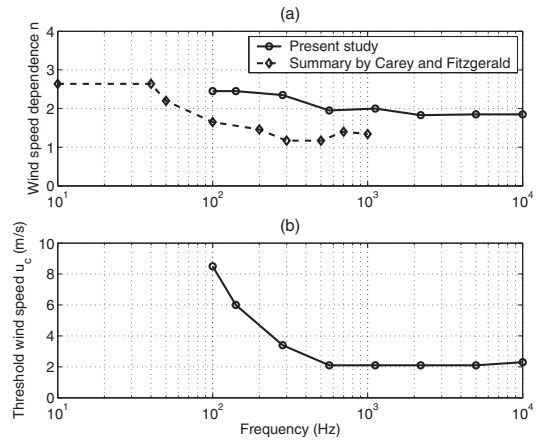 (a)
Wind speed dependence n
4
3
2
1
0
Present study
Summary by Carey and Fitzgerald
10^1
10^2
10^3
10^4
(b)
Threshold wind speed u_c (m/s)
10
8
6
4
2
0
10^1
10^2
10^3
10^4
Frequency (Hz)